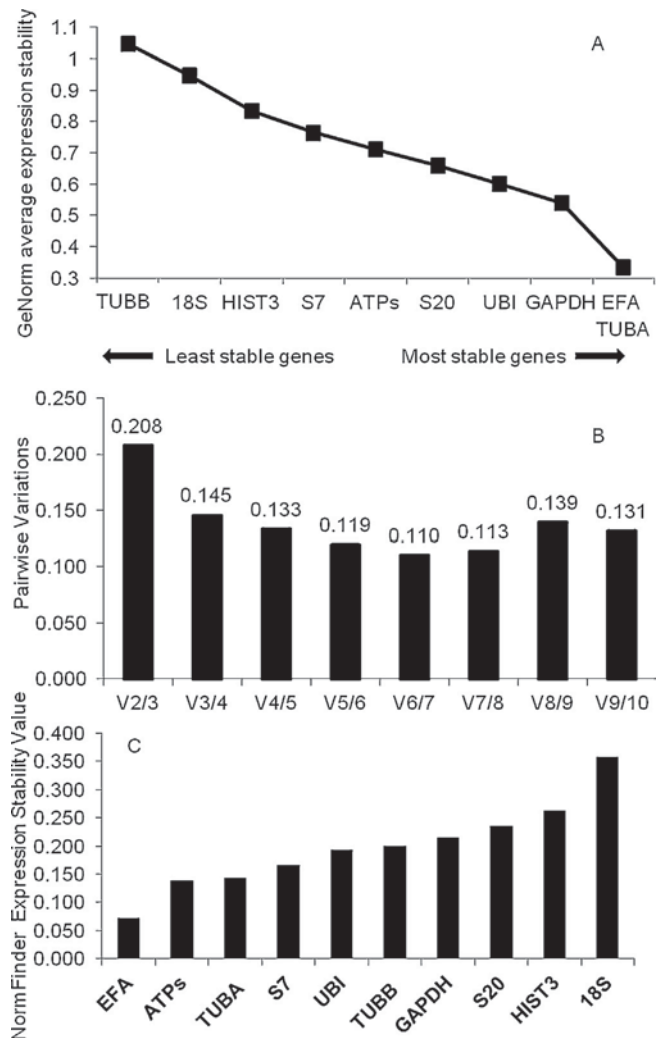 A
GeNorm average expression stability
1.1
1
0.9
0.8
0.7
0.6
0.5
0.4
0.3
TUBB 18S HIST3 S7 ATPs S20 UBI GAPDH EFA
TUBA
Least stable genes Most stable genes
B
Pairwise Variations
0.250
0.200
0.150
0.100
0.050
0.000
0.208 0.145 0.133 0.119 0.110 0.113 0.139 0.131
V2/3 V3/4 V4/5 V5/6 V6/7 V7/8 V8/9 V9/10
C
NormFinder Expression Stability Value
0.400
0.350
0.300
0.250
0.200
0.150
0.100
0.050
0.000
EFA ATPs TUBA S7 UBI TUBB GAPDH S20 HIST3 18S